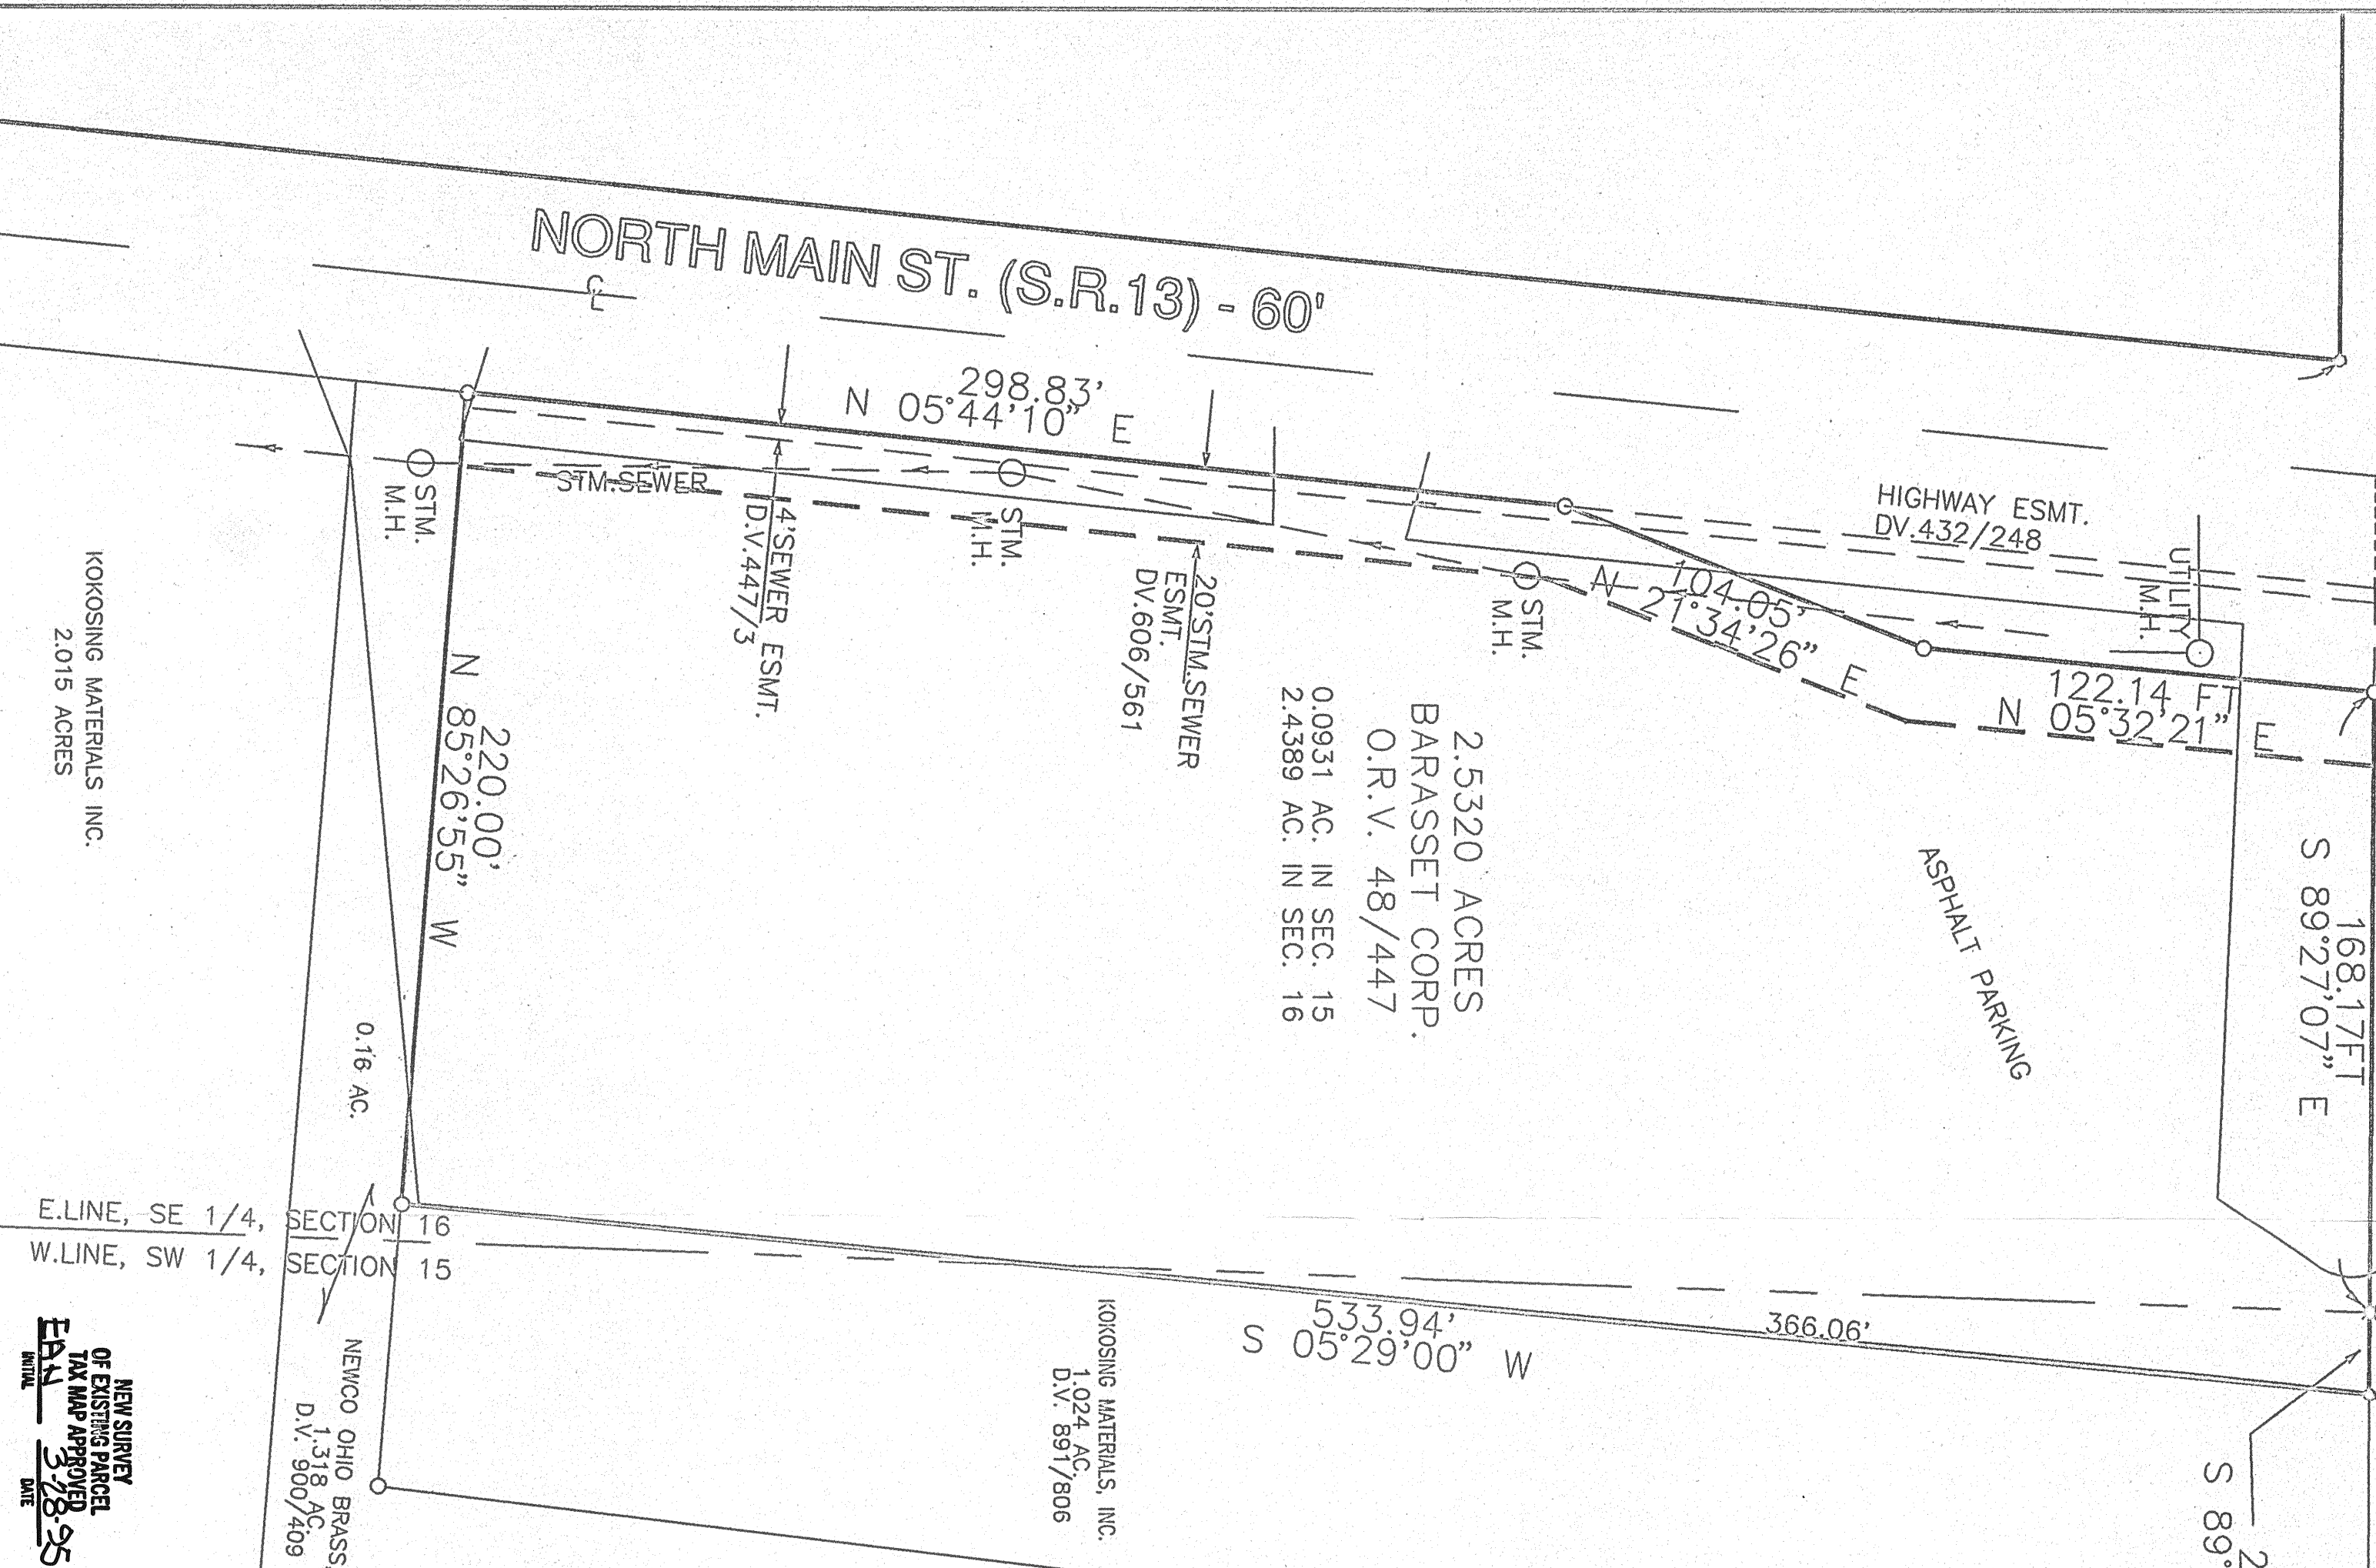 NORTH MAIN ST. (S.R.13) - 60'
CL
298.83'
N 05°44'10" E
HIGHWAY ESMT.
DV.432/248
UTILITY
M.H.
STM.SEWER
STM.
M.H.
STM.
M.H.
STM.
M.H.
4'SEWER ESMT.
D.V.447/3
20'STM.SEWER
ESMT.
DV.606/561
104.05'
N 21°34'26" E
122.14 FT
N 05°32'21" E
168.17FT
S 89°27'07" E
ASPHALT PARKING
2.5320 ACRES
BARASSET CORP.
O.R.V. 48/447
0.0931 AC. IN SEC. 15
2.4389 AC. IN SEC. 16
220.00'
N 85°26'55" W
KOKOSING MATERIALS INC.
2.015 ACRES
0.16 AC.
E.LINE, SE 1/4, SECTION 16
W.LINE, SW 1/4, SECTION 15
533.94'
S 05°29'00" W
366.06'
KOKOSING MATERIALS, INC.
1.024 AC.
D.V. 891/806
NEWCO OHIO BRASS,
1.318 AC.
D.V. 900/409
2
S 89°
NEW SURVEY
OF EXISTING PARCEL
TAX MAP APPROVED
EAN 3-28-95
INITIAL DATE